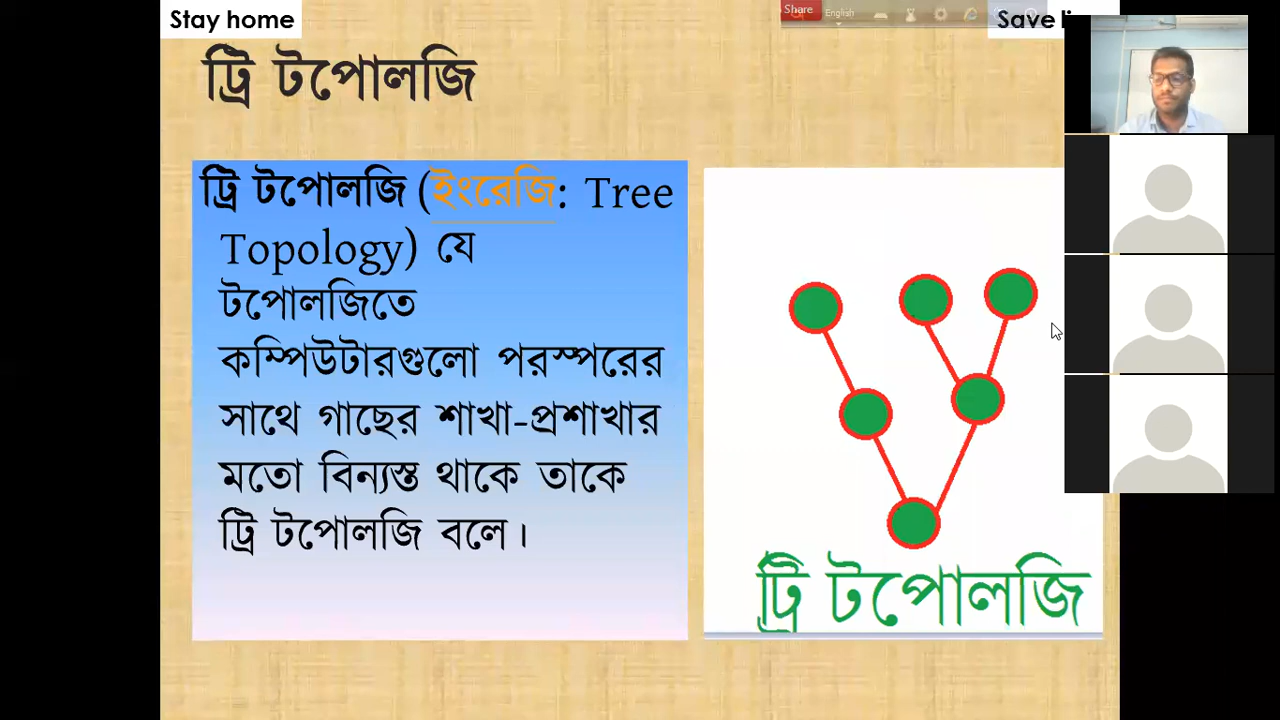 Stay home
Share
English
Save
ট্রি টপোলজি
ট্রি টপোলজি (ইংরেজি: Tree
Topology) যে
টপোলজিতে
কম্পিউটারগুলো পরস্পরের
সাথে গাছের শাখা-প্রশাখার
মতো বিন্যস্ত থাকে তাকে
ট্রি টপোলজি বলে।
ট্রি টপোলজি